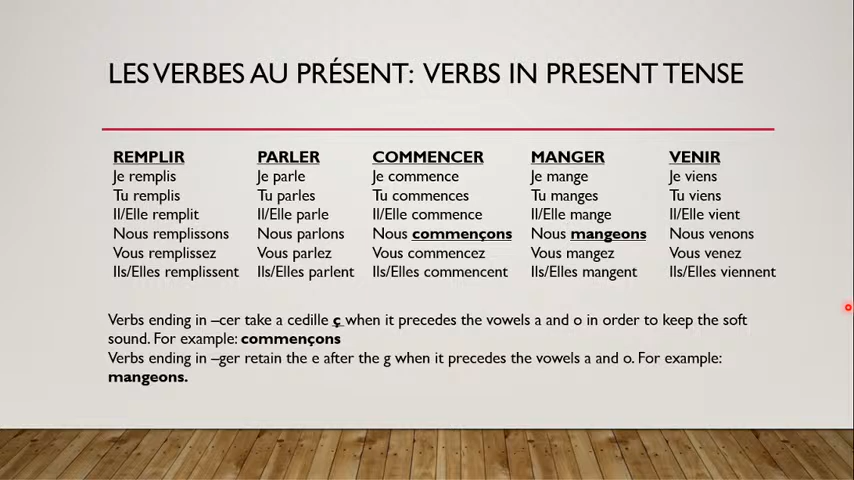 LES VERBES AU PRÉSENT: VERBS IN PRESENT TENSE
REMPLIR PARLER COMMENCER MANGER VENIR
Je remplis Je parle Je commence Je mange Je viens
Tu remplis Tu parles Tu commences Tu manges Tu viens
Il/Elle remplit Il/Elle parle Il/Elle commence Il/Elle mange Il/Elle vient
Nous remplissons Nous parlons Nous commençons Nous mangeons Nous venons
Vous remplissez Vous parlez Vous commencez Vous mangez Vous venez
Ils/Elles remplissent Ils/Elles parlent Ils/Elles commencent Ils/Elles mangent Ils/Elles viennent
Verbs ending in –cer take a cedille ç when it precedes the vowels a and o in order to keep the soft
sound. For example: commençons
Verbs ending in –ger retain the e after the g when it precedes the vowels a and o. For example:
mangeons.